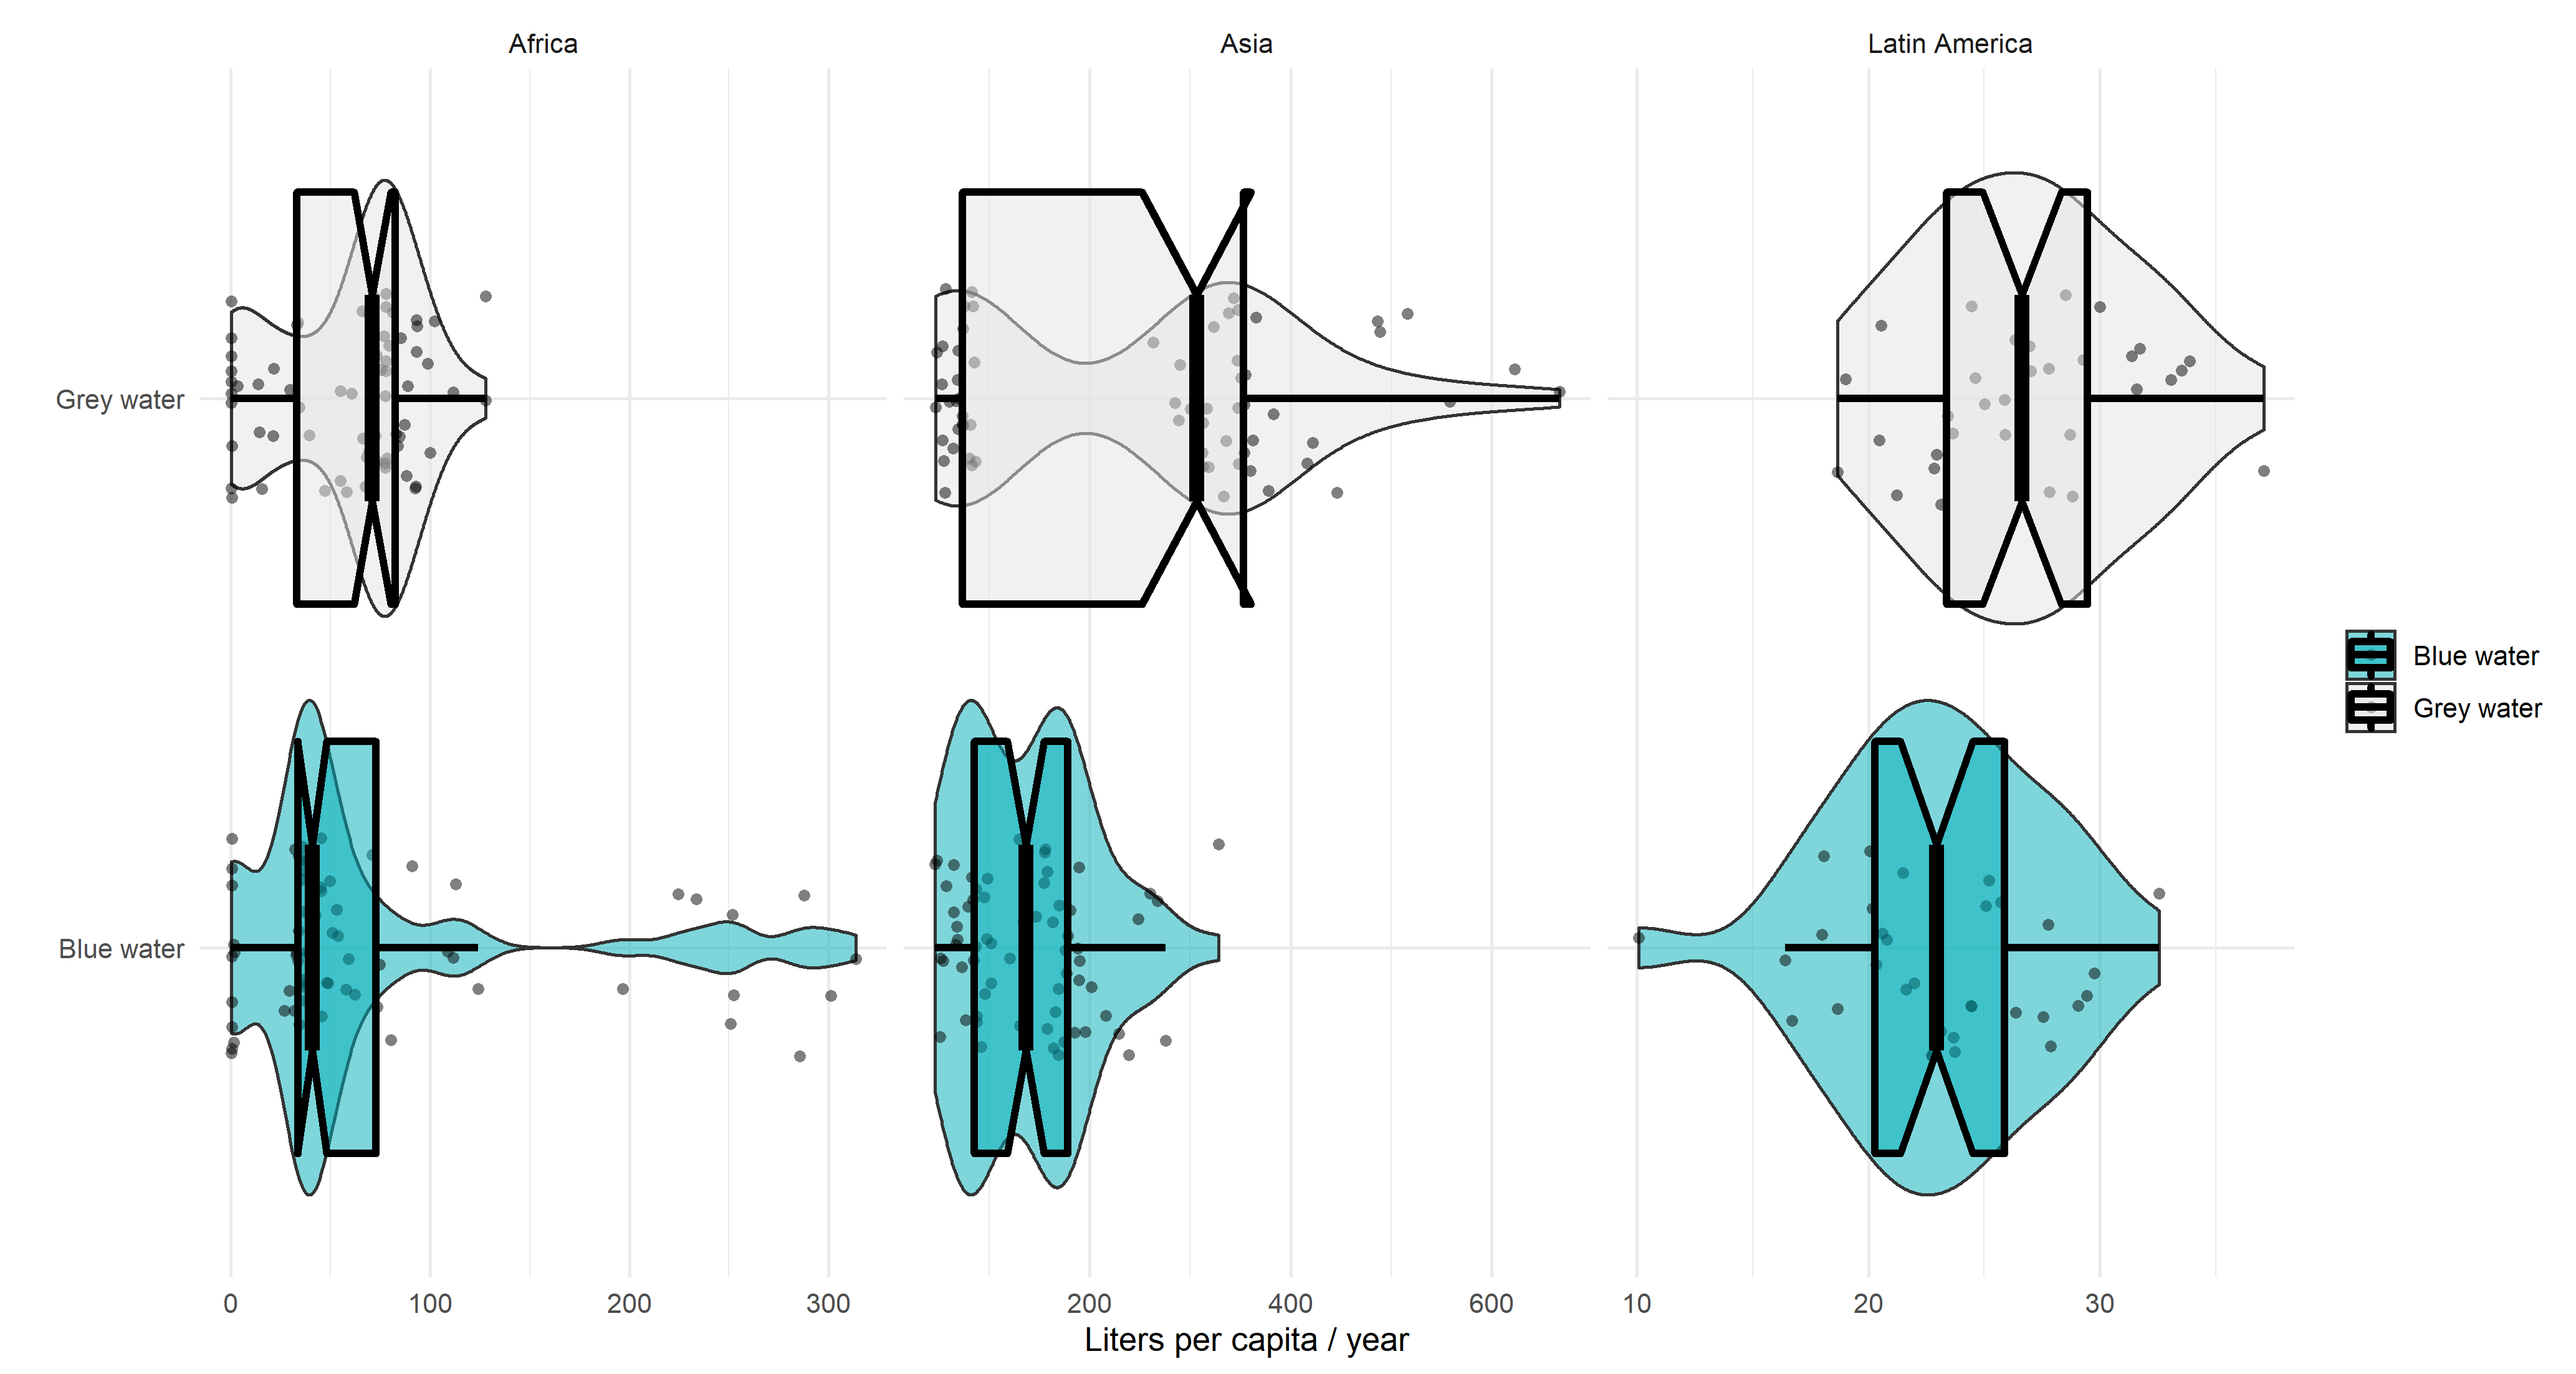 Africa
Asia
Latin America
Grey water
Blue water
Blue water
Grey water
0 100 200 300
200 400 600
10 20 30
Liters per capita / year